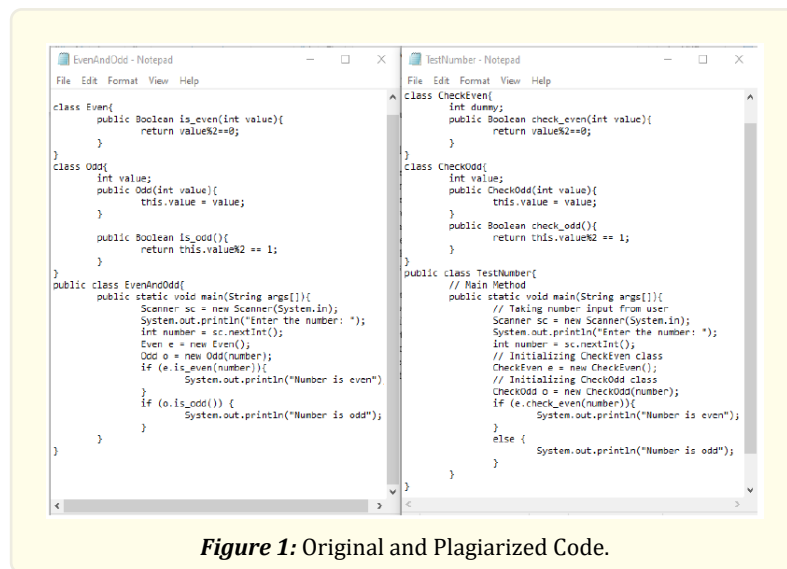 EvenAndOdd - Notepad
File Edit Format View Help
class Even{
public Boolean is_even(int value){
return value%2==0;
}
}
class Odd{
int value;
public Odd(int value){
this.value = value;
}
public Boolean is_odd(){
return this.value%2 == 1;
}
}
public class EvenAndOdd{
public static void main(String args[]){
Scanner sc = new Scanner(System.in);
System.out.println("Enter the number: ");
int number = sc.nextInt();
Even e = new Even();
Odd o = new Odd(number);
if (e.is_even(number)){
System.out.println("Number is even")
}
if (o.is_odd()) {
System.out.println("Number is odd");
}
}
}
TestNumber - Notepad
File Edit Format View Help
class CheckEven{
int dummy;
public Boolean check_even(int value){
return value%2==0;
}
}
class CheckOdd{
int value;
public CheckOdd(int value){
this.value = value;
}
public Boolean check_odd(){
return this.value%2 == 1;
}
}
public class TestNumber{
// Main Method
public static void main(String args[]){
// Taking number input from user
Scanner sc = new Scanner(System.in);
System.out.println("Enter the number: ");
int number = sc.nextInt();
// Initializing CheckEven class
CheckEven e = new CheckEven();
// Initializing CheckOdd class
CheckOdd o = new CheckOdd(number);
if (e.check_even(number)){
System.out.println("Number is even");
}
else {
System.out.println("Number is odd");
}
}
}
Figure 1: Original and Plagiarized Code.